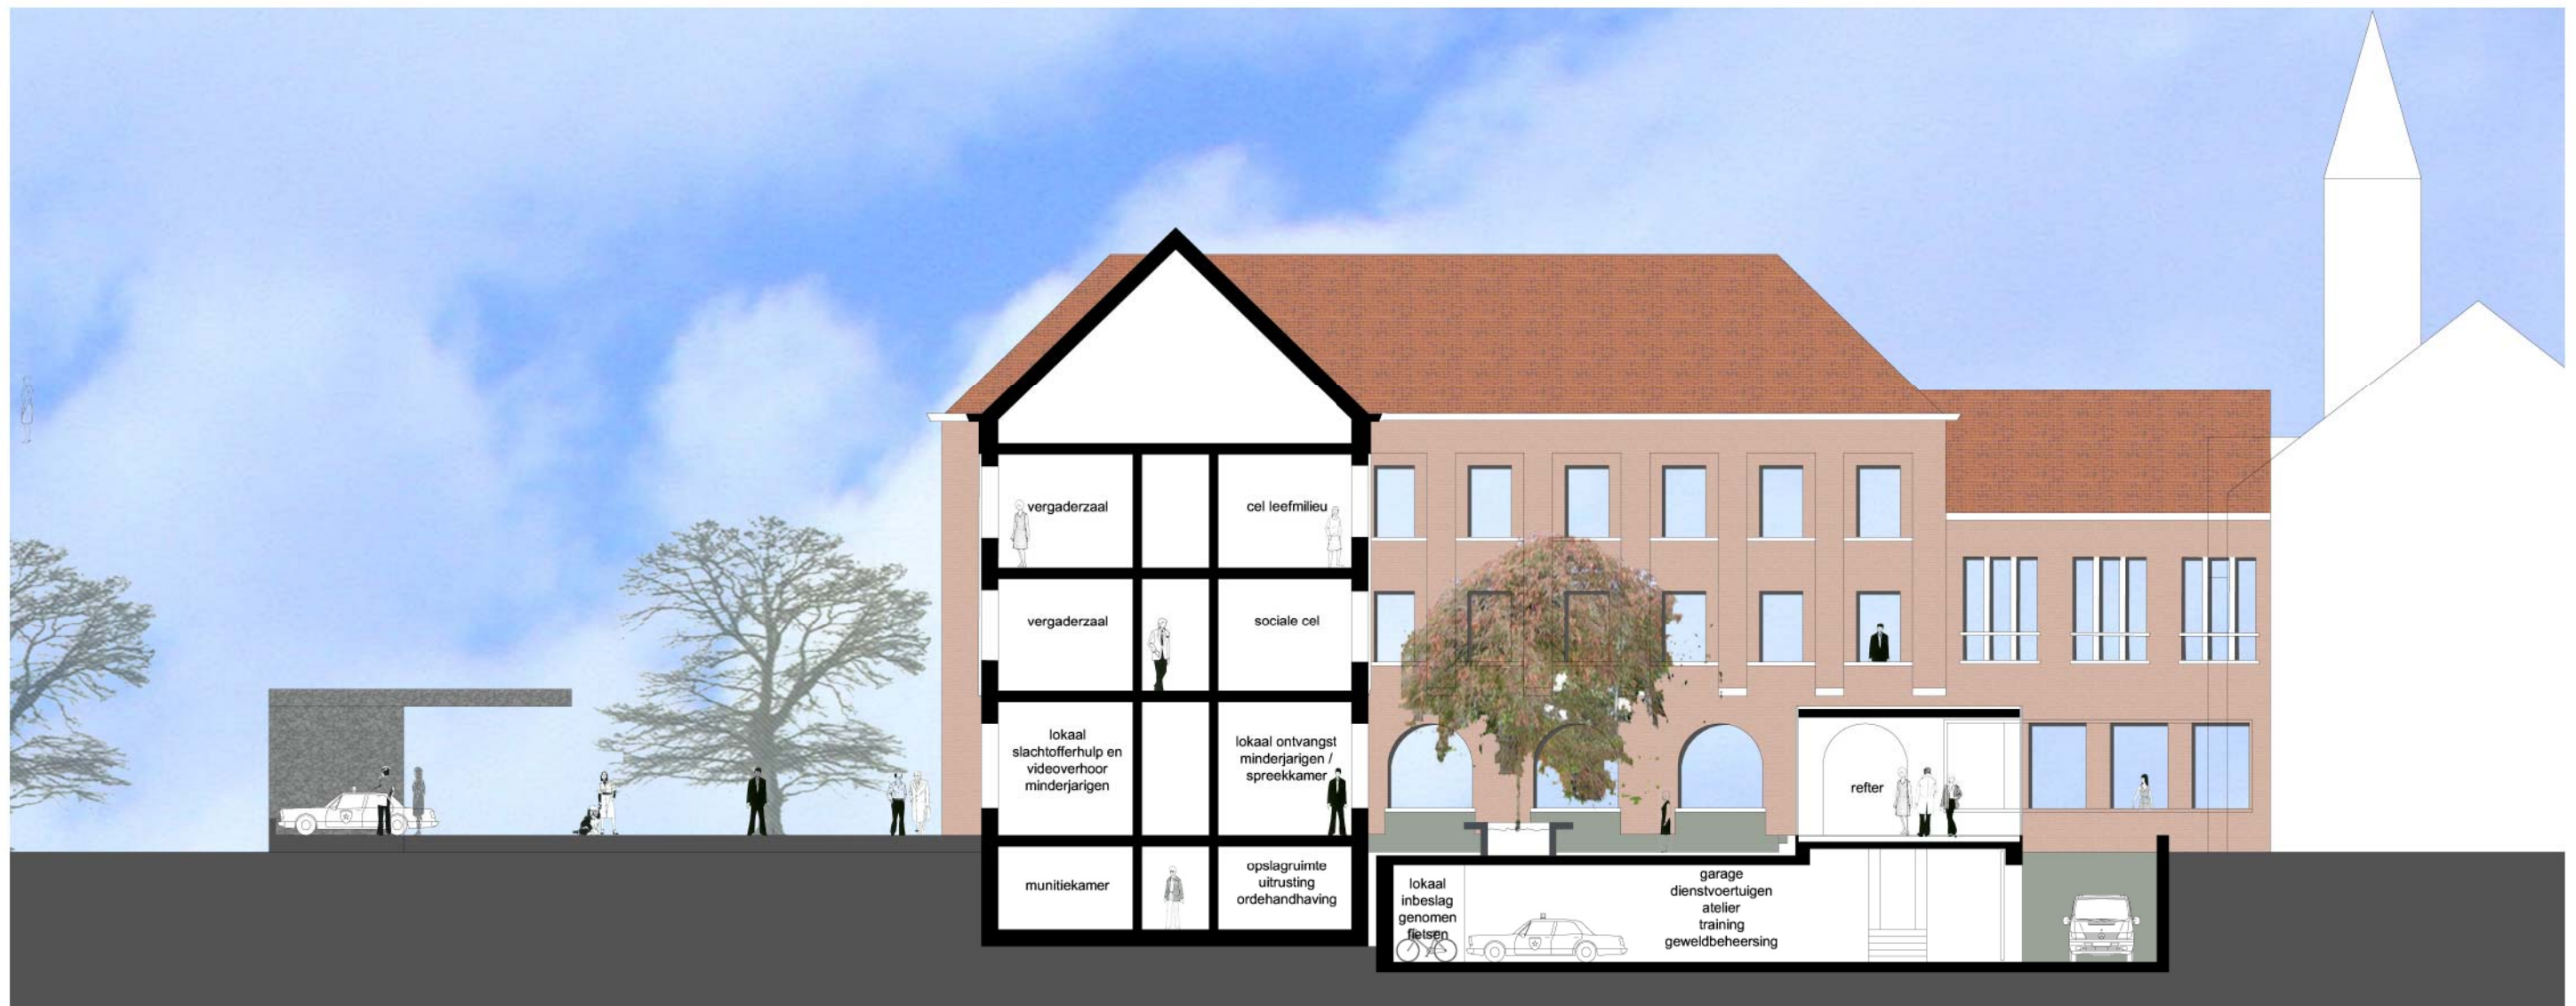 vergaderzaal
cel leefmilieu
vergaderzaal
sociale cel
lokaal
slachtofferhulp en
videoverhoor
minderjarigen
lokaal ontvangst
minderjarigen /
spreekkamer
refter
munitiekamer
opslagruimte
uitrusting
ordehandhaving
lokaal
inbeslag
genomen
fietsen
garage
dienstvoertuigen
atelier
training
geweldbeheersing